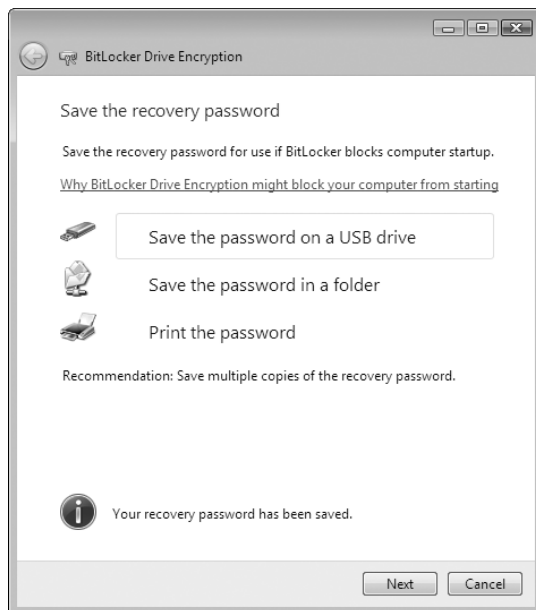 BitLocker Drive Encryption
Save the recovery password
Save the recovery password for use if BitLocker blocks computer startup.
Why BitLocker Drive Encryption might block your computer from starting
Save the password on a USB drive
Save the password in a folder
Print the password
Recommendation: Save multiple copies of the recovery password.
Your recovery password has been saved.
Next
Cancel